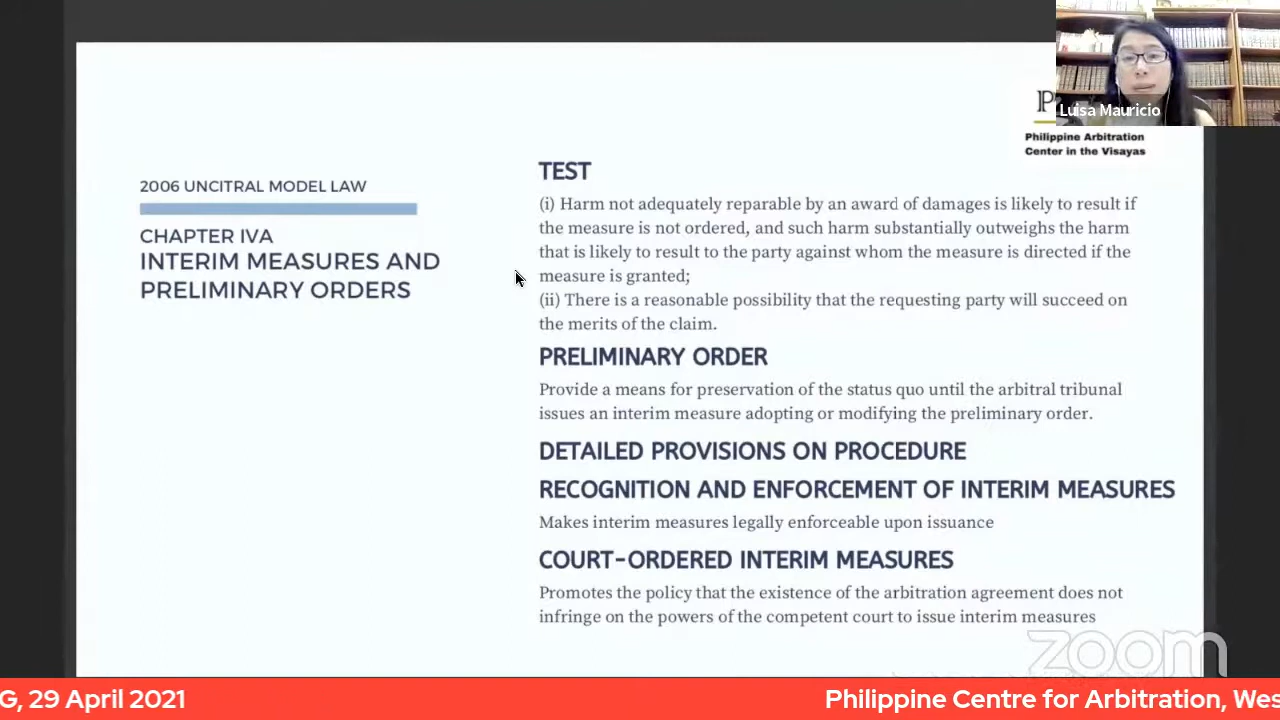 Luisa Mauricio
Philippine Arbitration
Center in the Visayas
2006 UNCITRAL MODEL LAW
CHAPTER IVA
INTERIM MEASURES AND
PRELIMINARY ORDERS
TEST
(i) Harm not adequately reparable by an award of damages is likely to result if
the measure is not ordered, and such harm substantially outweighs the harm
that is likely to result to the party against whom the measure is directed if the
measure is granted;
(ii) There is a reasonable possibility that the requesting party will succeed on
the merits of the claim.
PRELIMINARY ORDER
Provide a means for preservation of the status quo until the arbitral tribunal
issues an interim measure adopting or modifying the preliminary order.
DETAILED PROVISIONS ON PROCEDURE
RECOGNITION AND ENFORCEMENT OF INTERIM MEASURES
Makes interim measures legally enforceable upon issuance
COURT-ORDERED INTERIM MEASURES
Promotes the policy that the existence of the arbitration agreement does not
infringe on the powers of the competent court to issue interim measures
zoom
G, 29 April 2021
Philippine Centre for Arbitration, Wes